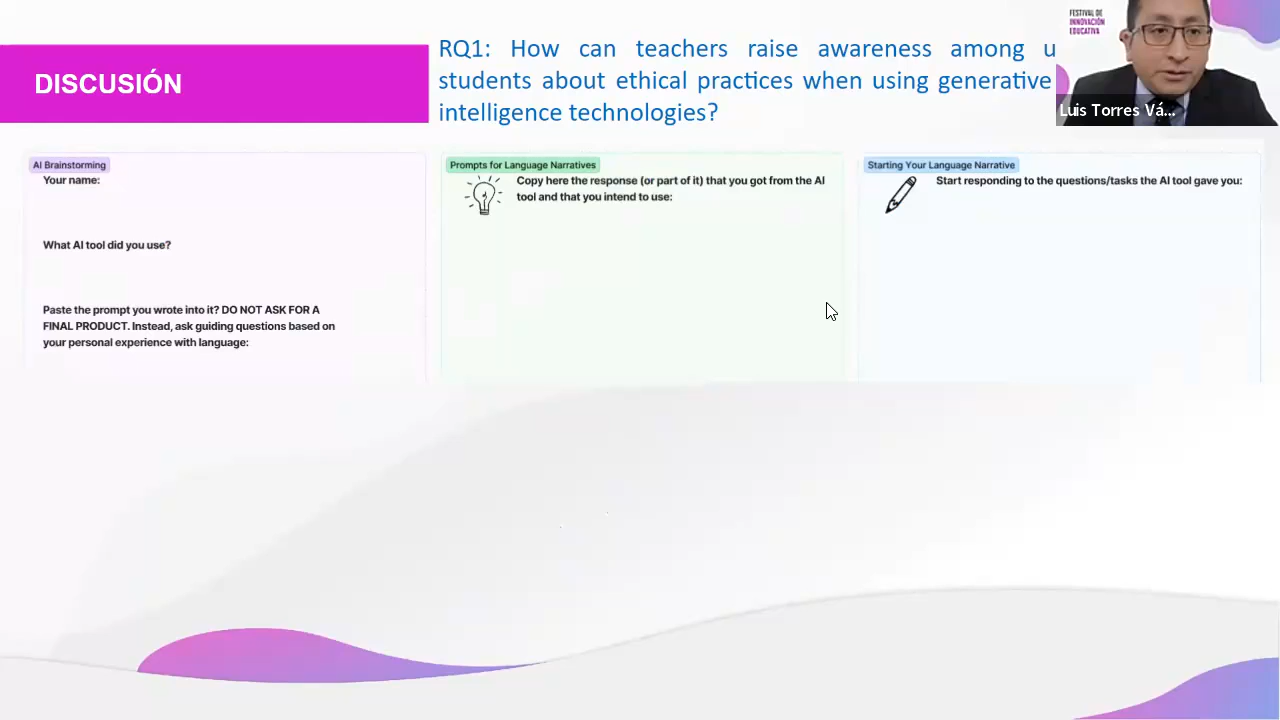 DISCUSIÓN
RQ1: How can teachers raise awareness among u
students about ethical practices when using generative
intelligence technologies?
FESTIVAL DE
INNOVACIÓN
EDUCATIVA
Luis Torres Vá...
AI Brainstorming
Your name:
What AI tool did you use?
Paste the prompt you wrote into it? DO NOT ASK FOR A
FINAL PRODUCT. Instead, ask guiding questions based on
your personal experience with language:
Prompts for Language Narratives
Copy here the response (or part of it) that you got from the AI
tool and that you intend to use:
Starting Your Language Narrative
Start responding to the questions/tasks the AI tool gave you: